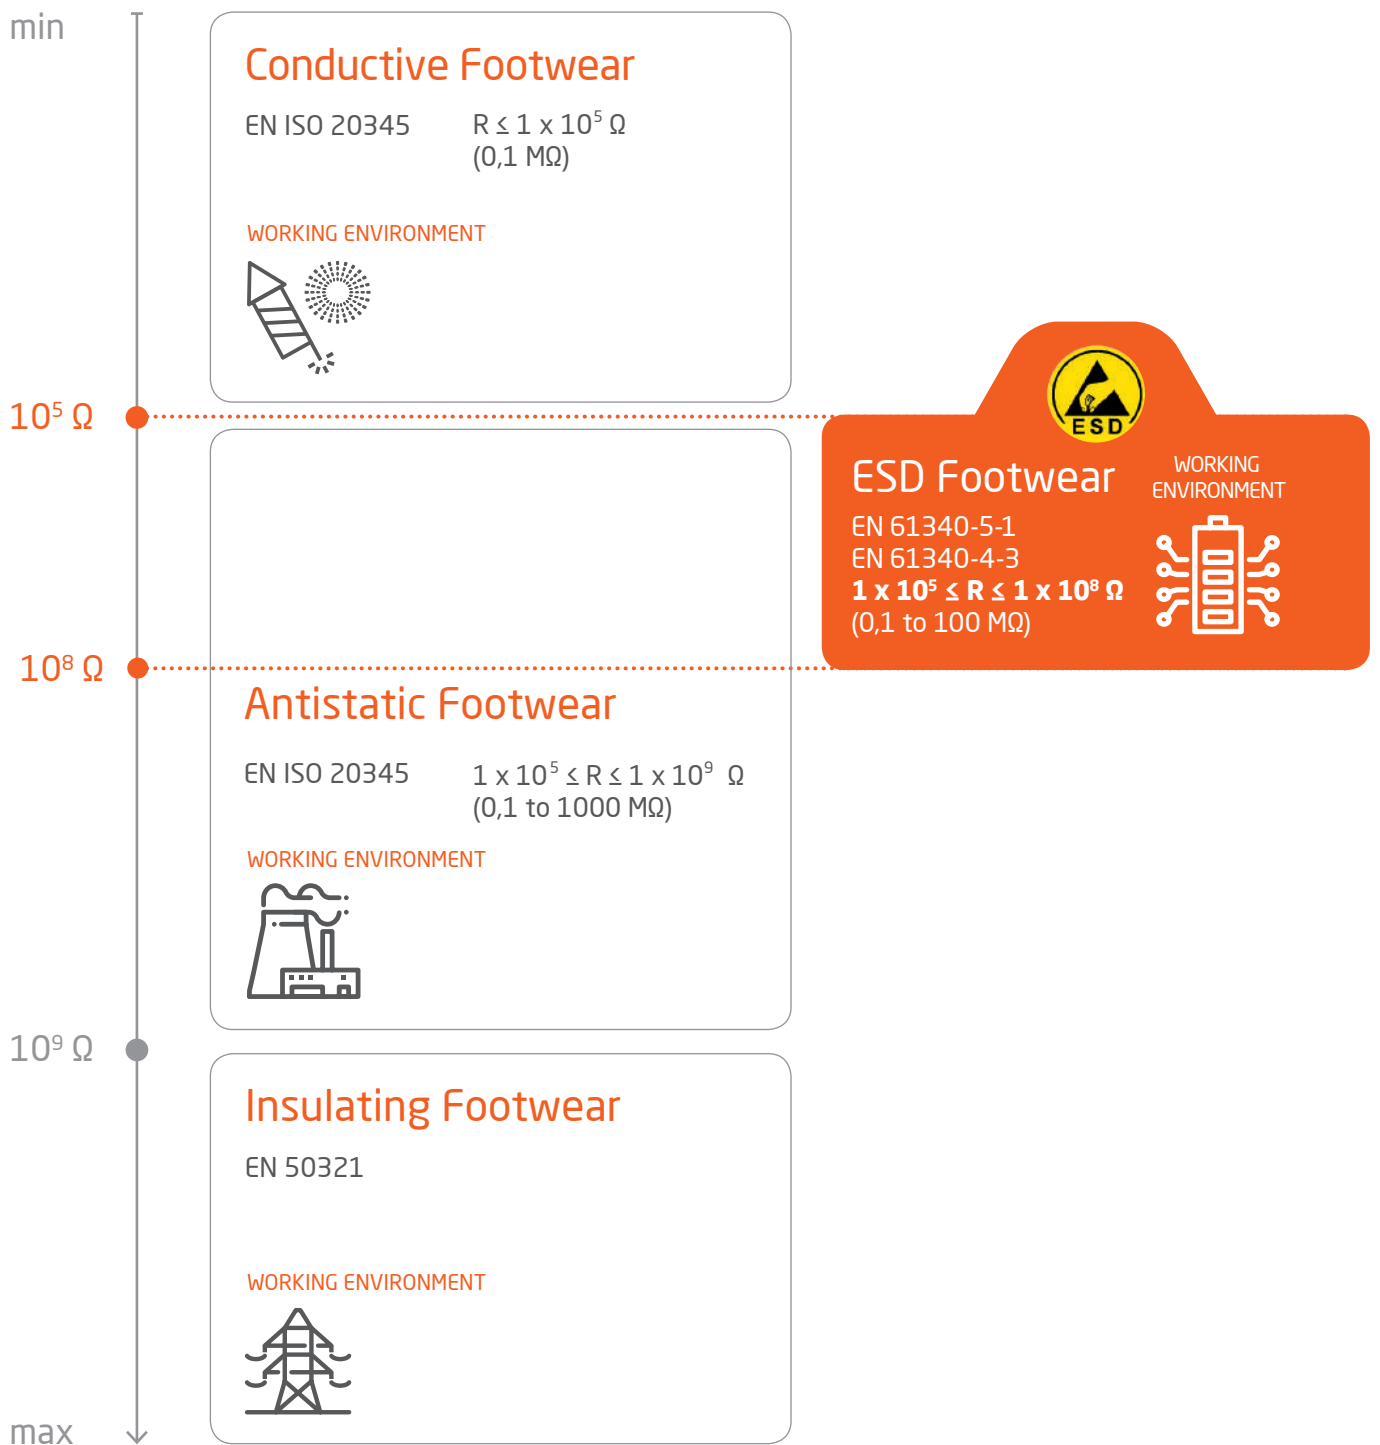 min
Conductive Footwear
EN ISO 20345
R ≤ 1 x 10⁵ Ω
(0,1 MΩ)
WORKING ENVIRONMENT
10⁵ Ω
ESD
ESD Footwear
EN 61340-5-1
EN 61340-4-3
1 x 10⁵ ≤ R ≤ 1 x 10⁸ Ω
(0,1 to 100 MΩ)
WORKING
ENVIRONMENT
10⁸ Ω
Antistatic Footwear
EN ISO 20345
1 x 10⁵ ≤ R ≤ 1 x 10⁹ Ω
(0,1 to 1000 MΩ)
WORKING ENVIRONMENT
10⁹ Ω
Insulating Footwear
EN 50321
WORKING ENVIRONMENT
max